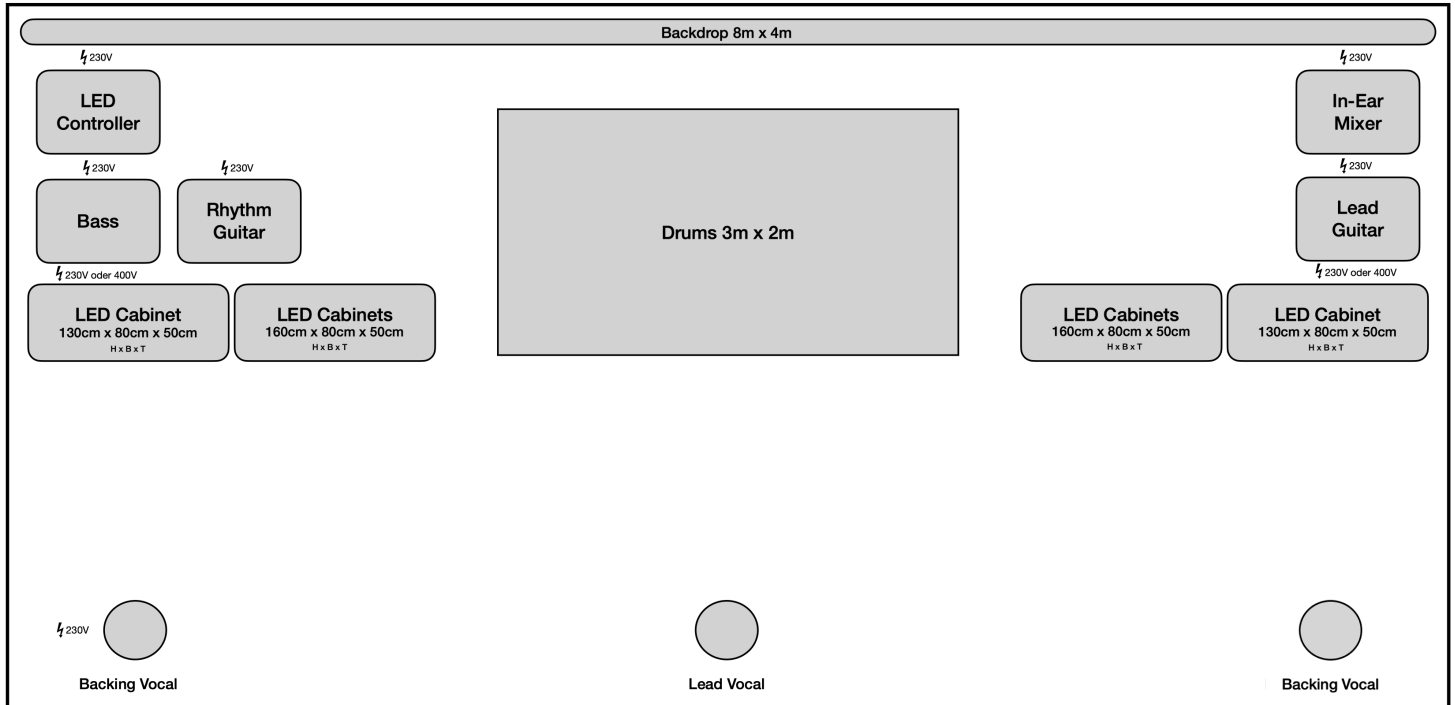 Backdrop 8m x 4m
230V
230V
LED
Controller
In-Ear
Mixer
230V
230V
230V
Bass
Rhythm
Guitar
Drums 3m x 2m
Lead
Guitar
230V oder 400V
230V oder 400V
LED Cabinet
130cm x 80cm x 50cm
H x B x T
LED Cabinets
160cm x 80cm x 50cm
H x B x T
LED Cabinets
160cm x 80cm x 50cm
H x B x T
LED Cabinet
130cm x 80cm x 50cm
H x B x T
230V
Backing Vocal
Lead Vocal
Backing Vocal